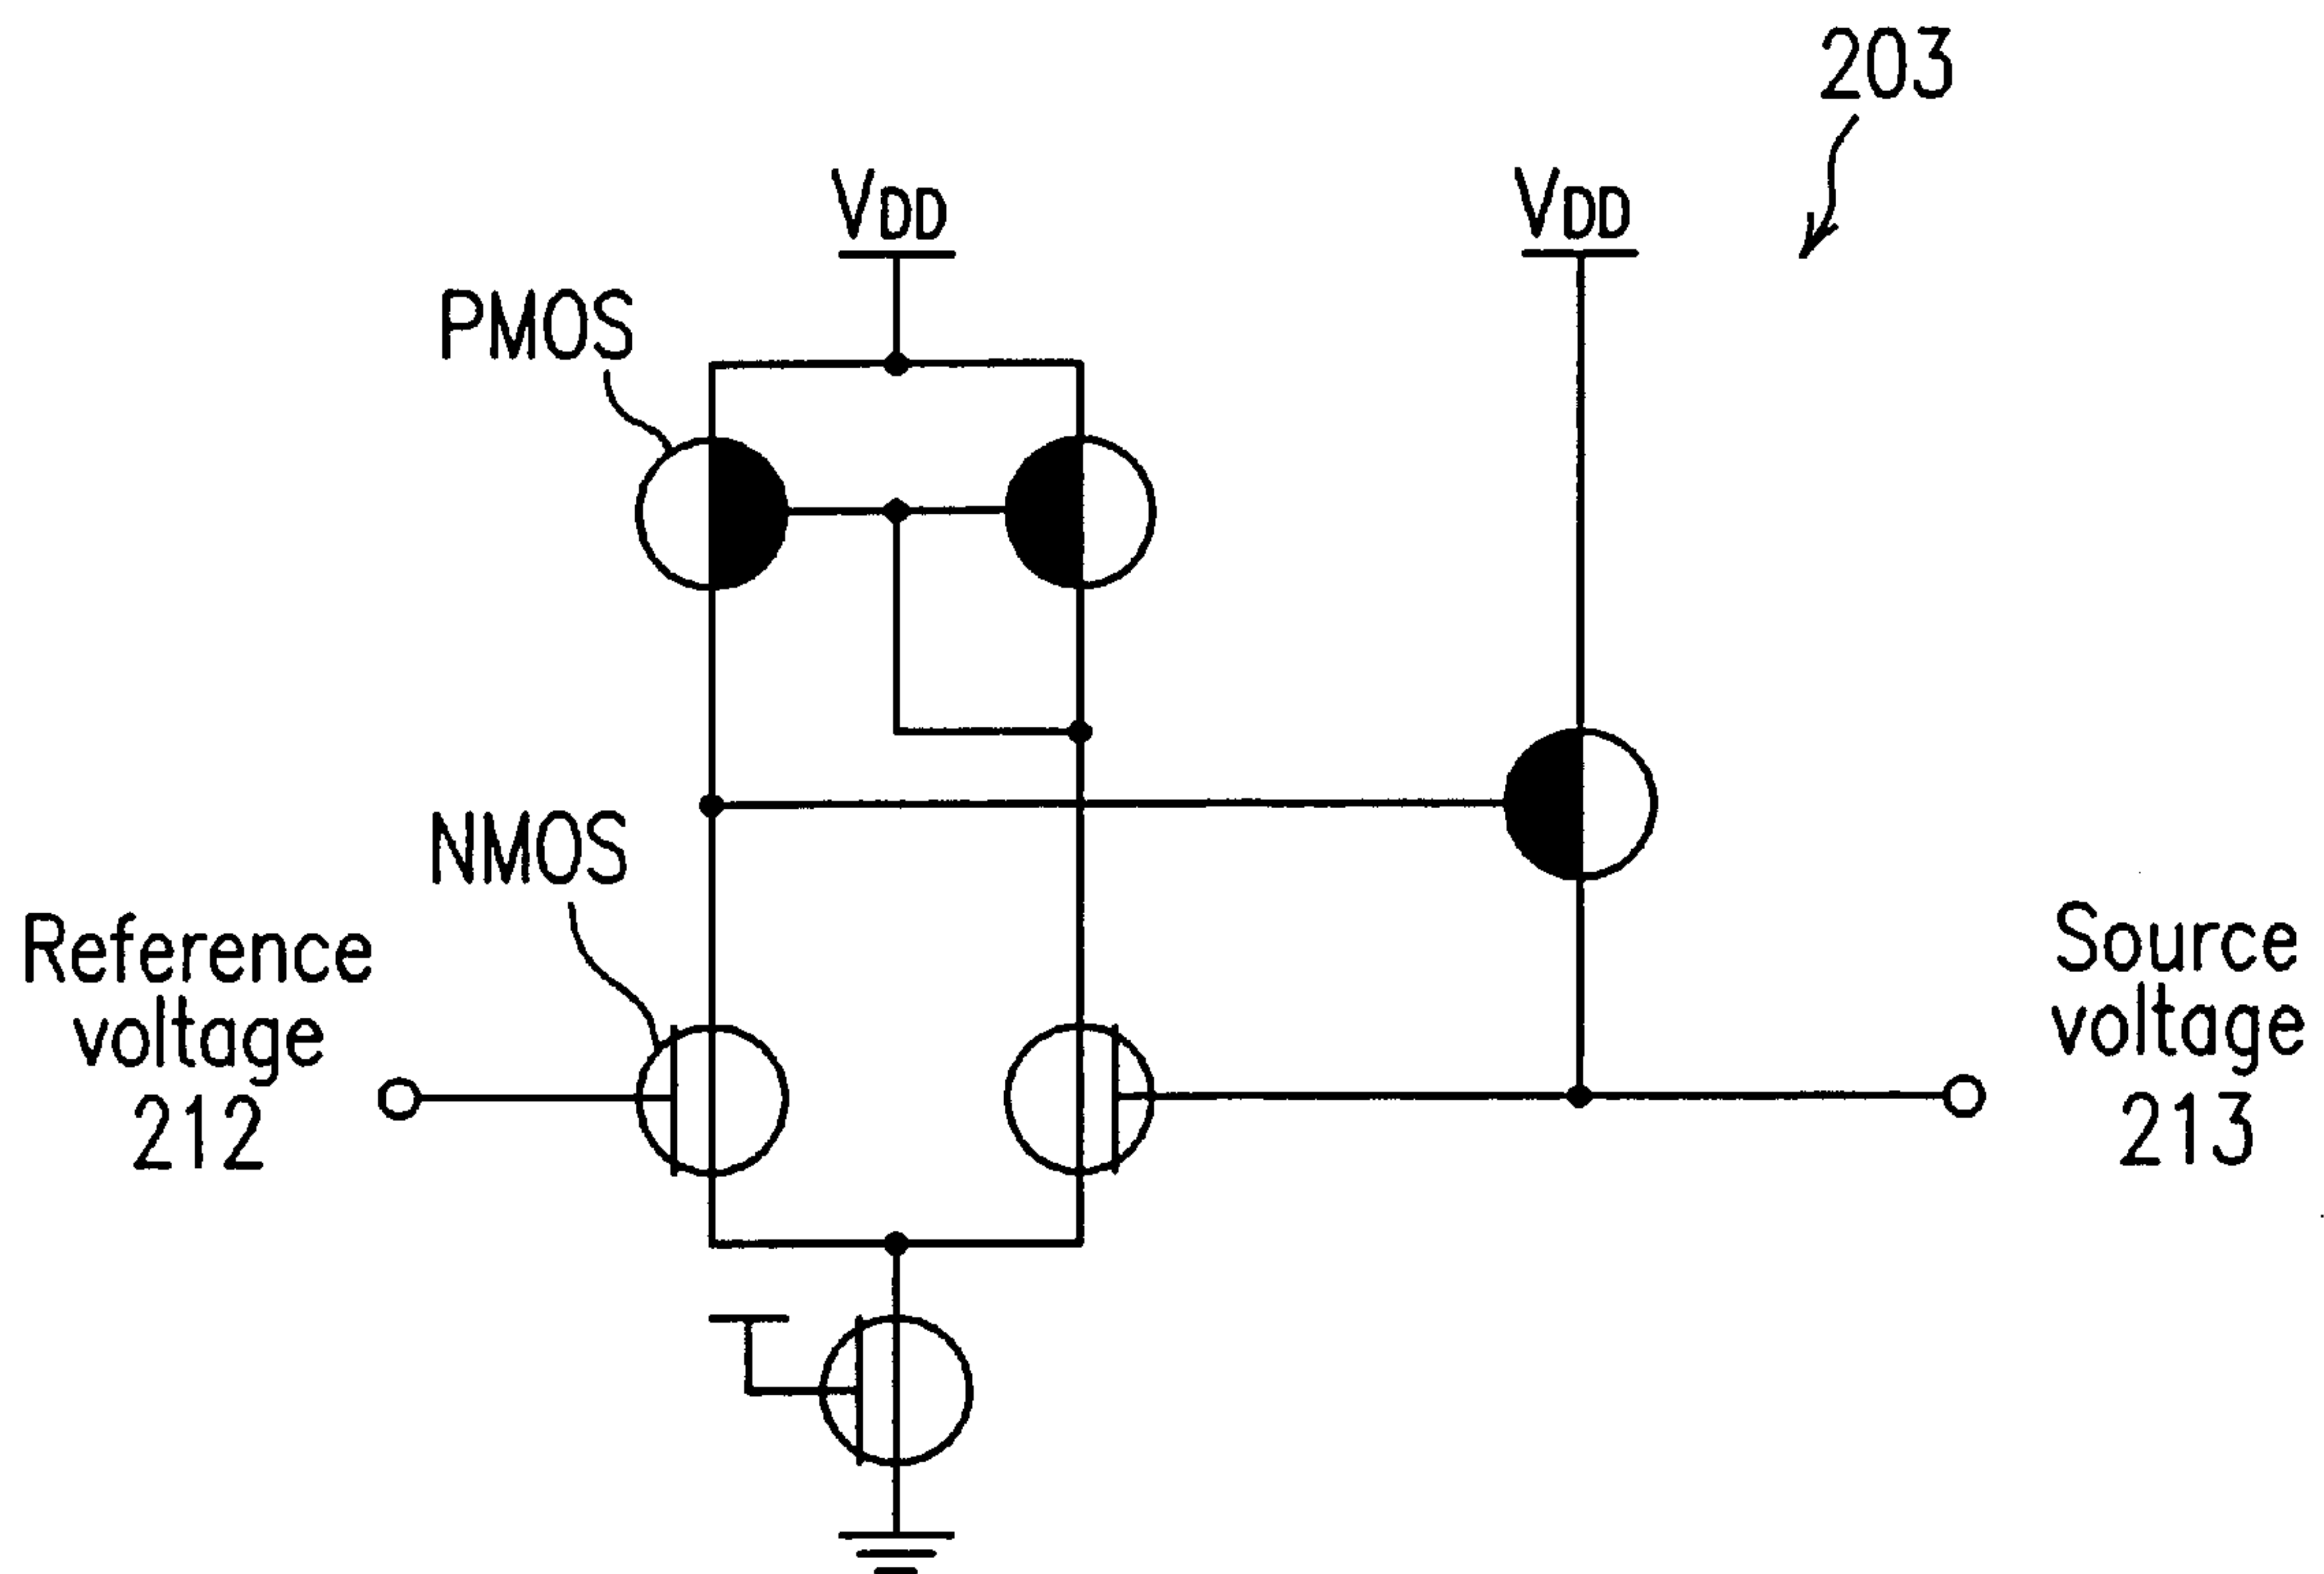 203
VDD
VDD
PMOS
NMOS
Reference
voltage
212
Source
voltage
213